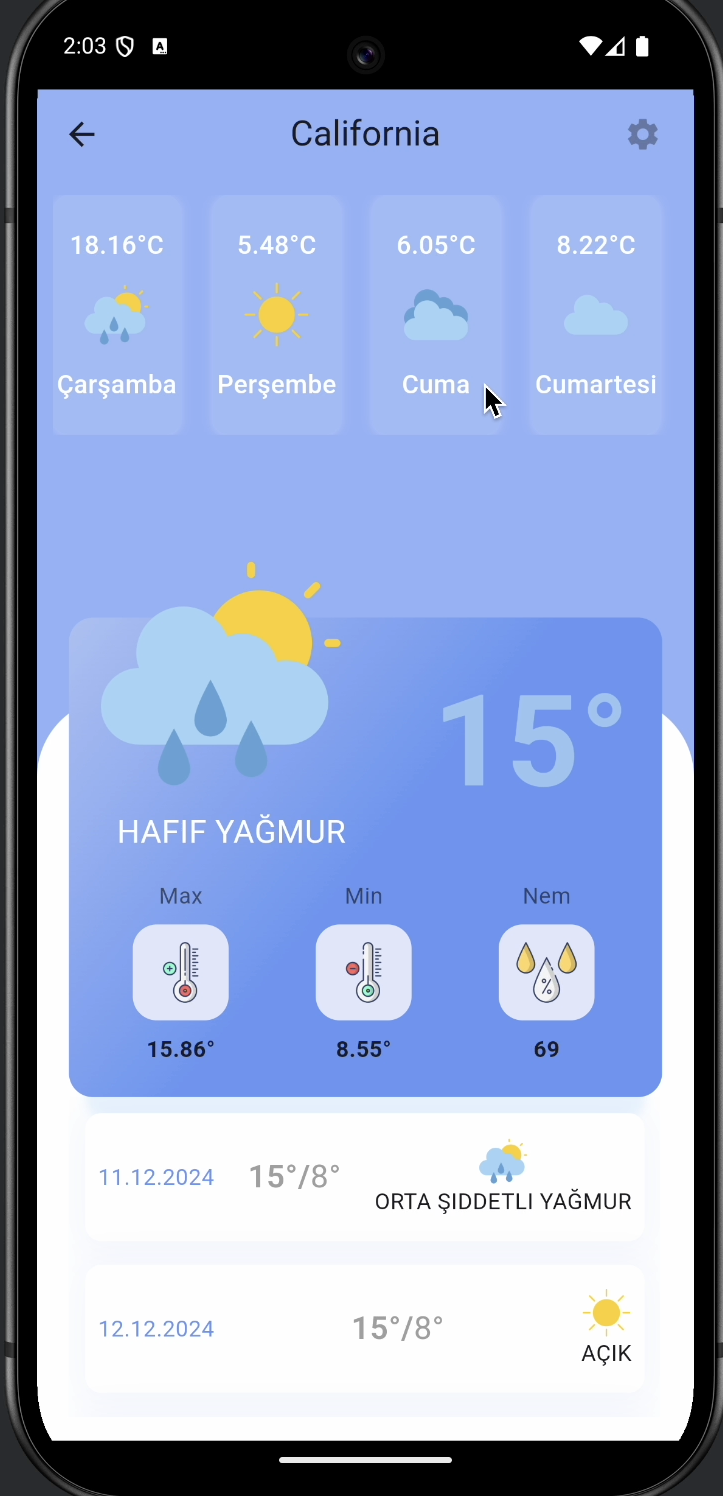 2:03
A
California
18.16°C 5.48°C 6.05°C 8.22°C
Çarşamba Perşembe Cuma Cumartesi
15°
HAFIF YAĞMUR
Max Min Nem
%
15.86° 8.55° 69
11.12.2024 15°/8°
ORTA ŞIDDETLI YAĞMUR
12.12.2024 15°/8°
AÇIK